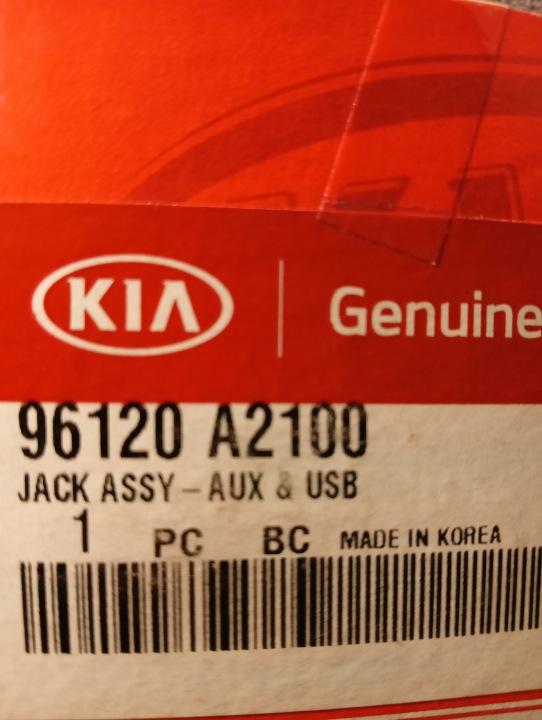 KIA Genuine
96120 A2100
JACK ASSY - AUX & USB
1 PC BC MADE IN KOREA